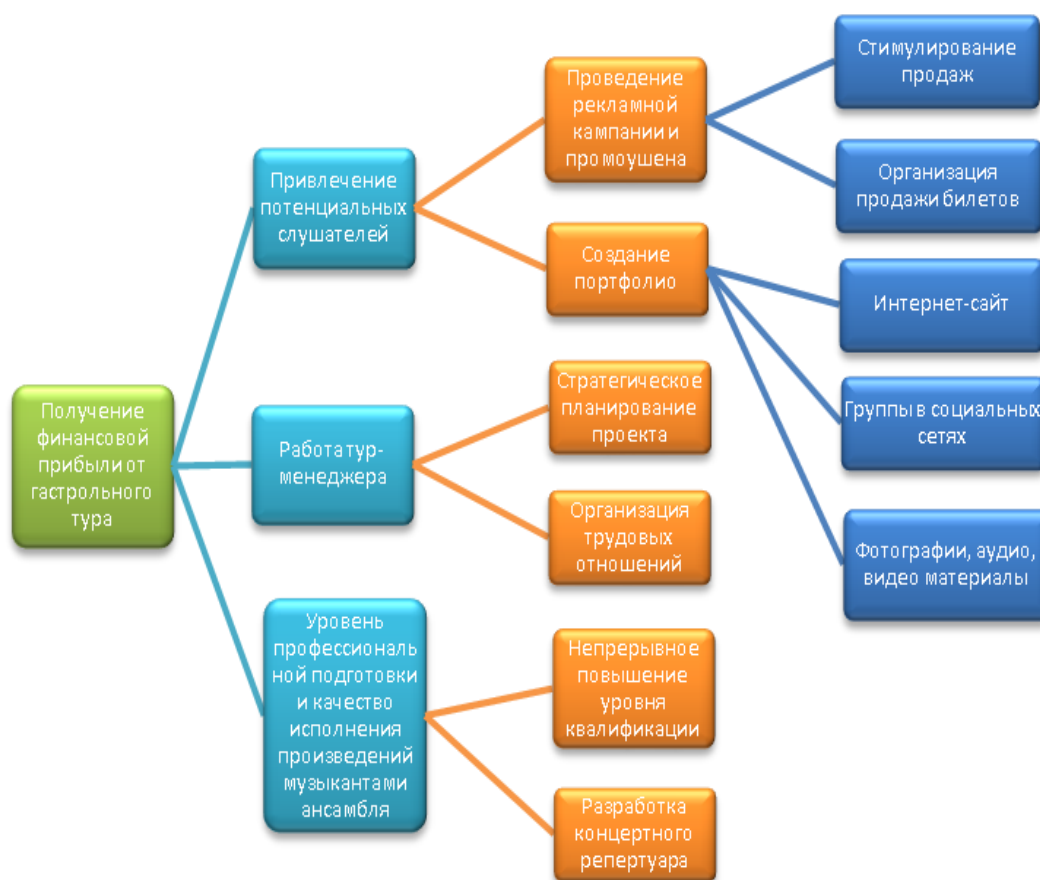 Получение
финансовой
прибыли от
гастрольного
тура
Привлечение
потенциальных
слушателей
Работа тур-
менеджера
Уровень
профессиональ
ной подготовки
и качество
исполнения
произведений
музыкантами
ансамбля
Проведение
рекламной
кампании и
промоушена
Создание
портфолио
Стратегическое
планирование
проекта
Организация
трудовых
отношений
Непрерывное
повышение
уровня
квалификации
Разработка
концертного
репертуара
Стимулирование
продаж
Организация
продажи билетов
Интернет-сайт
Группы в социальных
сетях
Фотографии, аудио,
видео материалы